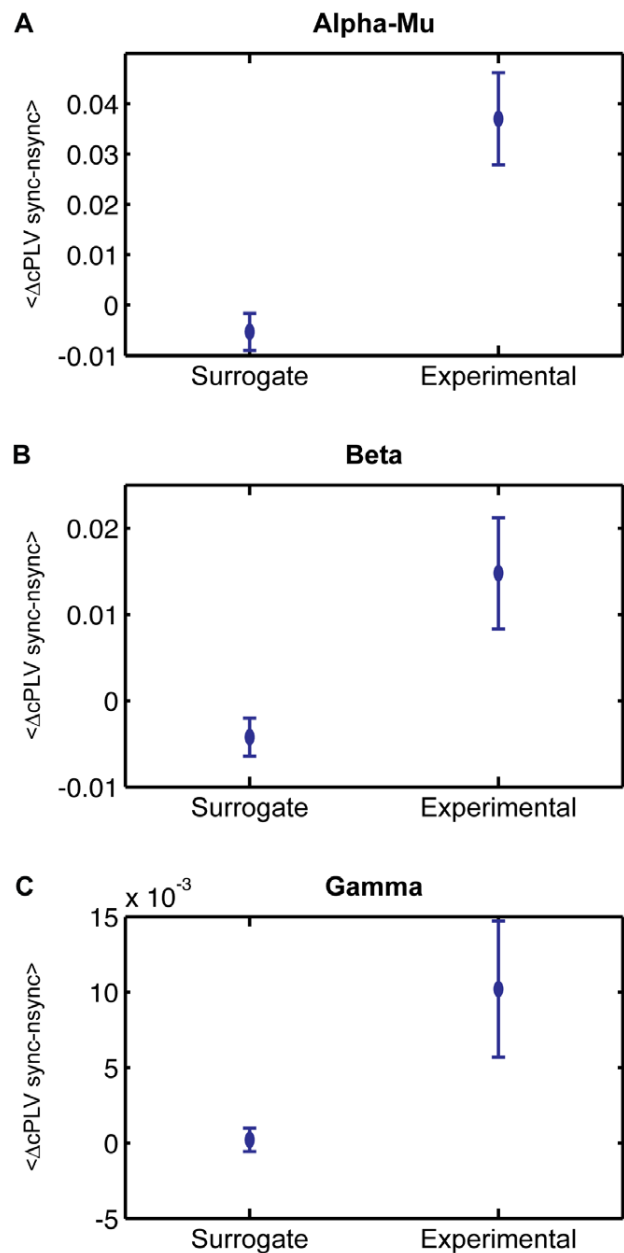 A
Alpha-Mu
<ΔcPLV sync-nsync>
0.04
0.03
0.02
0.01
0
-0.01
Surrogate Experimental
B
Beta
<ΔcPLV sync-nsync>
0.02
0.01
0
-0.01
Surrogate Experimental
C
Gamma
x 10⁻³
<ΔcPLV sync-nsync>
15
10
5
0
-5
Surrogate Experimental